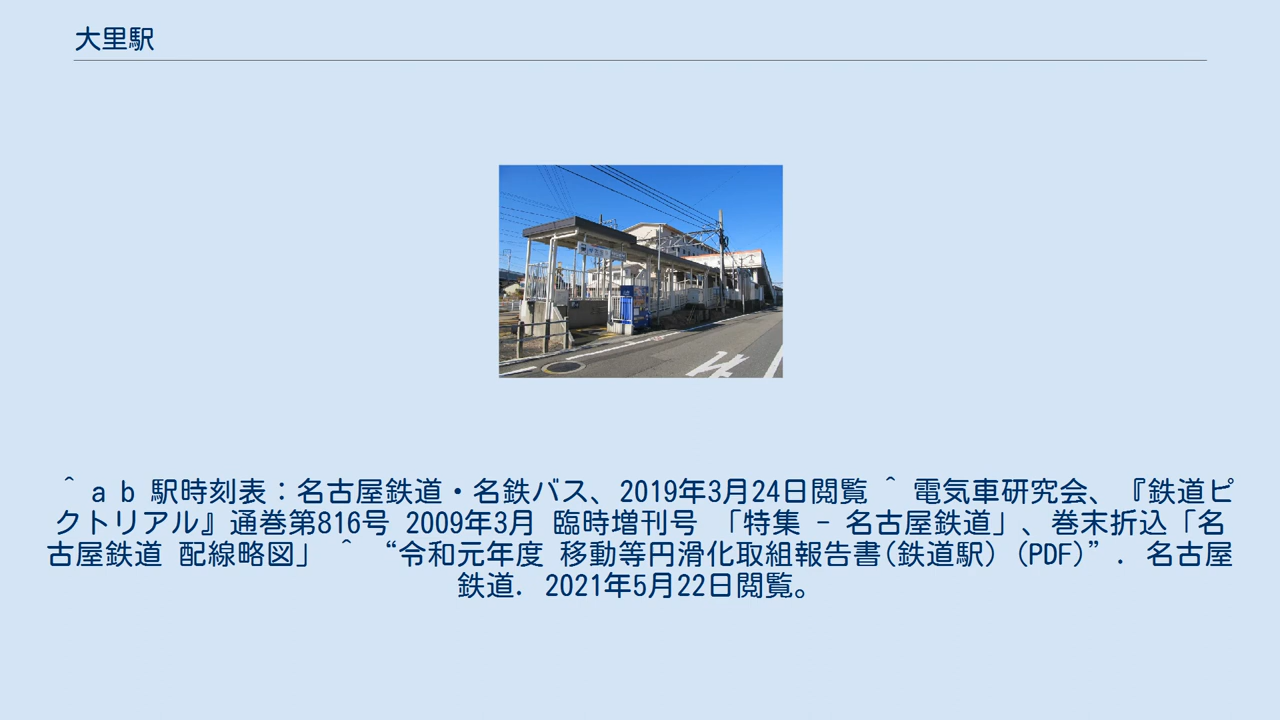 大里駅
^ a b 駅時刻表:名古屋鉄道・名鉄バス、2019年3月24日閲覧 ^ 電気車研究会、『鉄道ピ
クトリアル』通巻第816号 2009年3月 臨時増刊号 「特集 - 名古屋鉄道」、巻末折込「名
古屋鉄道 配線略図」 ^ “令和元年度 移動等円滑化取組報告書(鉄道駅) (PDF)”. 名古屋
鉄道. 2021年5月22日閲覧。